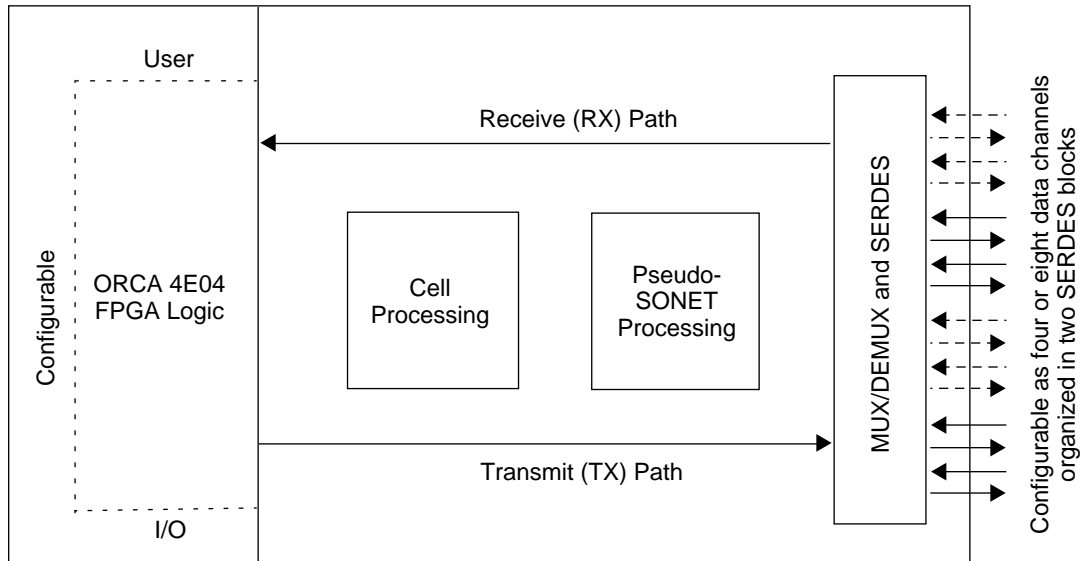 User
Configurable
ORCA 4E04
FPGA Logic
I/O
Receive (RX) Path
Cell
Processing
Pseudo-
SONET
Processing
Transmit (TX) Path
MUX/DEMUX and SERDES
Configurable as four or eight data channels
organized in two SERDES blocks